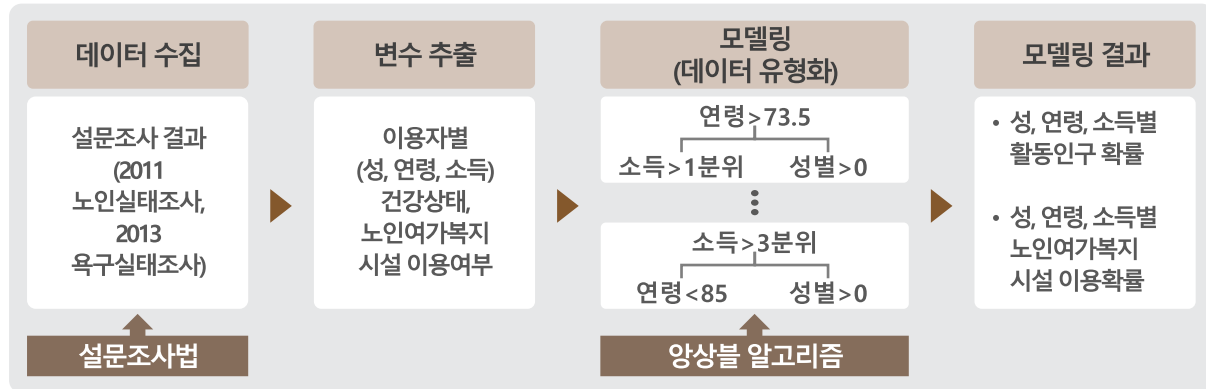 데이터 수집
설문조사 결과
(2011
노인실태조사,
2013
욕구실태조사)
설문조사법
변수 추출
이용자별
(성, 연령, 소득)
건강상태,
노인여가복지
시설 이용여부
모델링
(데이터 유형화)
연령>73.5
소득>1분위 성별>0
소득>3분위
연령<85 성별>0
앙상블 알고리즘
모델링 결과
• 성, 연령, 소득별
활동인구 확률
• 성, 연령, 소득별
노인여가복지
시설 이용확률